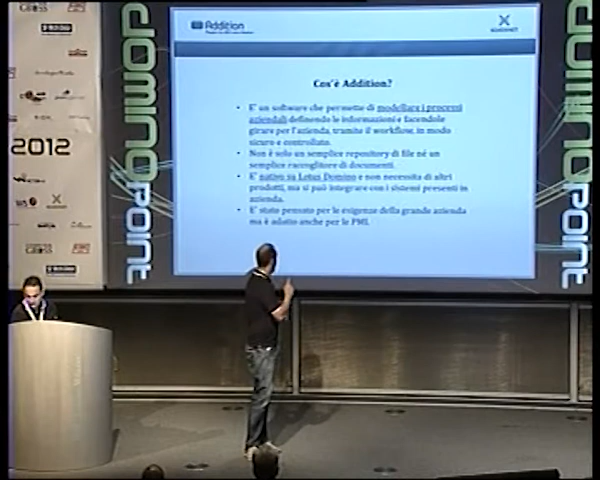 Addition
Cos'è Addition?
• E' un software che permette di modellare i processi
aziendali definendo le informazioni e facendole
girare per l'azienda, tramite il workflow, in modo
sicuro e controllato.
• Non è solo un semplice repository di file né un
semplice raccoglitore di documenti.
• E' nativo su Lotus Domino e non necessita di altri
prodotti, ma si può integrare con i sistemi presenti in
azienda.
• E' stato pensato per le esigenze della grande azienda
ma è adatto anche per le PMI.
DOMINO
POINT
DOMINO
POINT
2012